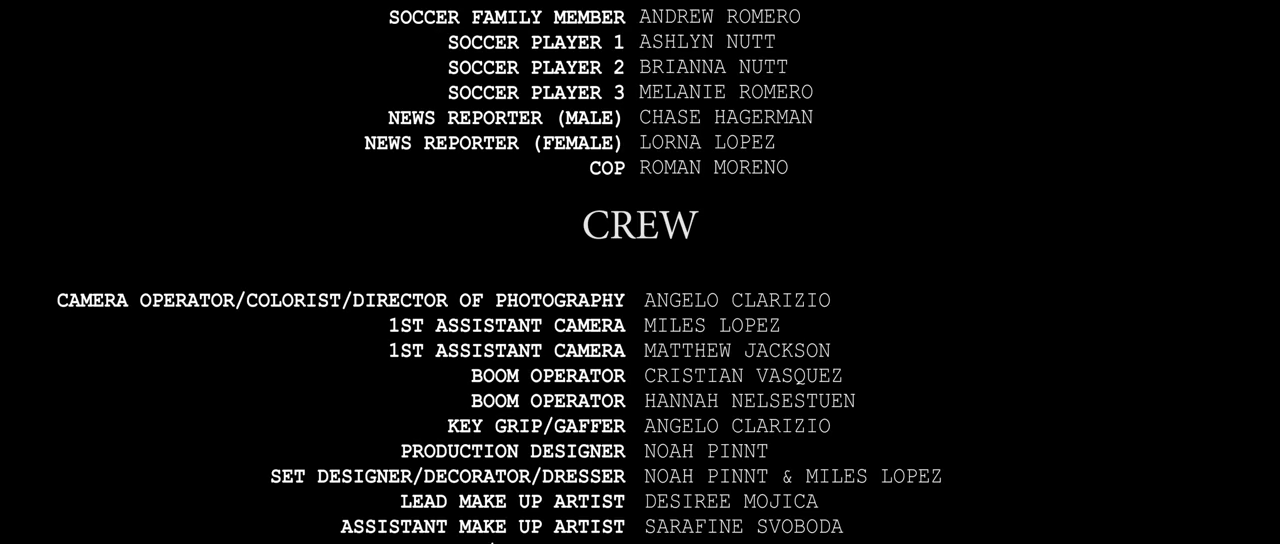 SOCCER FAMILY MEMBER ANDREW ROMERO
SOCCER PLAYER 1 ASHLYN NUTT
SOCCER PLAYER 2 BRIANNA NUTT
SOCCER PLAYER 3 MELANIE ROMERO
NEWS REPORTER (MALE) CHASE HAGERMAN
NEWS REPORTER (FEMALE) LORNA LOPEZ
COP ROMAN MORENO
CREW
CAMERA OPERATOR/COLORIST/DIRECTOR OF PHOTOGRAPHY ANGELO CLARIZIO
1ST ASSISTANT CAMERA MILES LOPEZ
1ST ASSISTANT CAMERA MATTHEW JACKSON
BOOM OPERATOR CRISTIAN VASQUEZ
BOOM OPERATOR HANNAH NELSESTUEN
KEY GRIP/GAFFER ANGELO CLARIZIO
PRODUCTION DESIGNER NOAH PINNT
SET DESIGNER/DECORATOR/DRESSER NOAH PINNT & MILES LOPEZ
LEAD MAKE UP ARTIST DESIREE MOJICA
ASSISTANT MAKE UP ARTIST SARAFINE SVOBODA